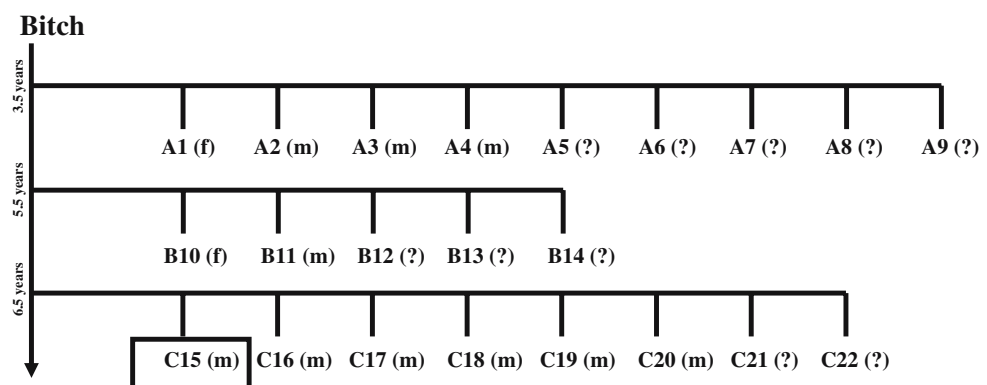 Bitch
3.5 years
A1 (f) A2 (m) A3 (m) A4 (m) A5 (?) A6 (?) A7 (?) A8 (?) A9 (?)
5.5 years
B10 (f) B11 (m) B12 (?) B13 (?) B14 (?)
6.5 years
C15 (m) C16 (m) C17 (m) C18 (m) C19 (m) C20 (m) C21 (?) C22 (?)